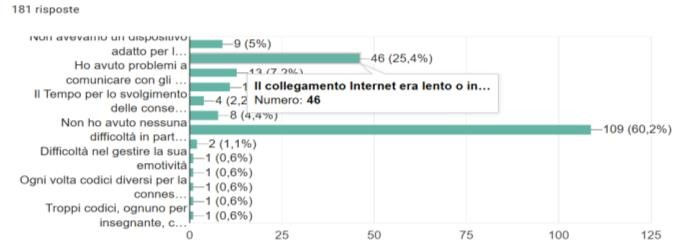 181 risposte
Non avevamo un dispositivo
adatto per l...
9 (5%)
46 (25,4%)
Ho avuto problemi a
comunicare con gli ...
13 (7,2%)
Il collegamento Internet era lento o in...
Numero: 46
Il Tempo per lo svolgimento
delle conse...
4 (2,2
8 (4,4%)
Non ho avuto nessuna
difficoltà in part...
109 (60,2%)
2 (1,1%)
Difficoltà nel gestire la sua
emotività
1 (0,6%)
1 (0,6%)
Ogni volta codici diversi per la
connes...
1 (0,6%)
1 (0,6%)
Troppi codici, ognuno per
insegnante, c...
1 (0,6%)
0
25
50
75
100
125